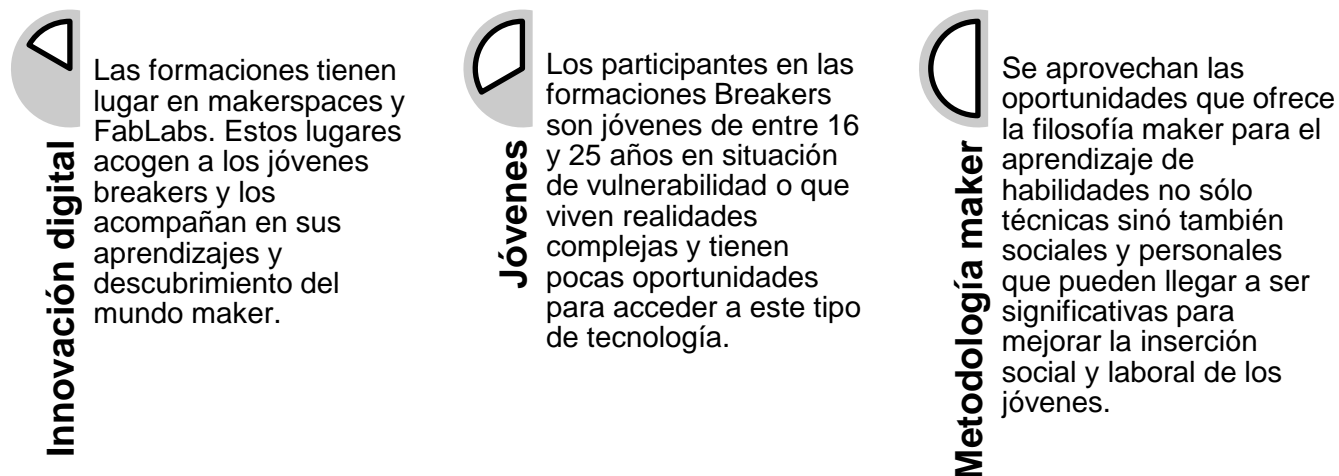 Innovación digital
Las formaciones tienen
lugar en makerspaces y
FabLabs. Estos lugares
acogen a los jóvenes
breakers y los
acompañan en sus
aprendizajes y
descubrimiento del
mundo maker.
Jóvenes
Los participantes en las
formaciones Breakers
son jóvenes de entre 16
y 25 años en situación
de vulnerabilidad o que
viven realidades
complejas y tienen
pocas oportunidades
para acceder a este tipo
de tecnología.
Metodología maker
Se aprovechan las
oportunidades que ofrece
la filosofía maker para el
aprendizaje de
habilidades no sólo
técnicas sinó también
sociales y personales
que pueden llegar a ser
significativas para
mejorar la inserción
social y laboral de los
jóvenes.